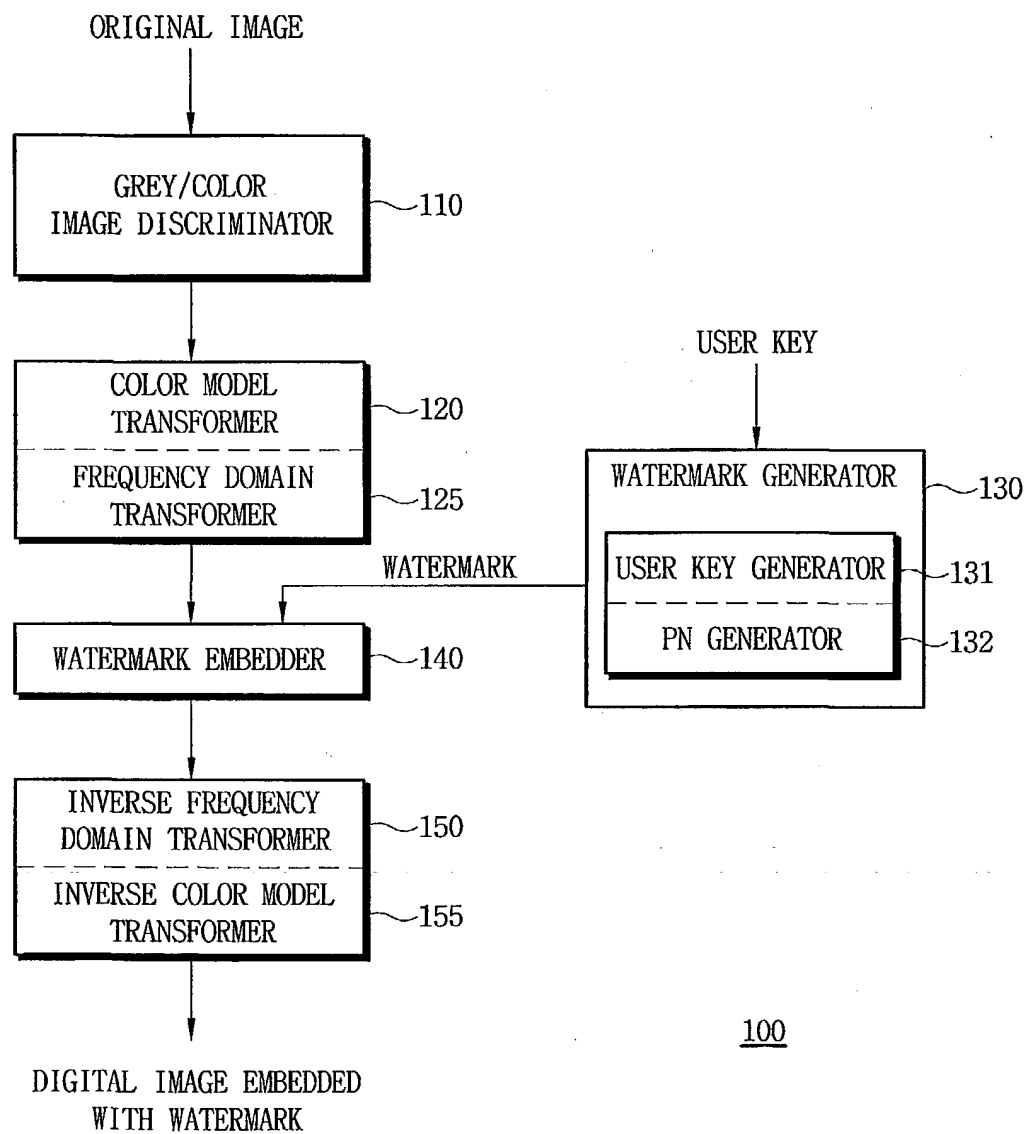 ORIGINAL IMAGE
GREY/COLOR
IMAGE DISCRIMINATOR
110
COLOR MODEL
TRANSFORMER
120
FREQUENCY DOMAIN
TRANSFORMER
125
USER KEY
WATERMARK GENERATOR
130
USER KEY GENERATOR
131
PN GENERATOR
132
WATERMARK
WATERMARK EMBEDDER
140
INVERSE FREQUENCY
DOMAIN TRANSFORMER
150
INVERSE COLOR MODEL
TRANSFORMER
155
100
DIGITAL IMAGE EMBEDDED
WITH WATERMARK